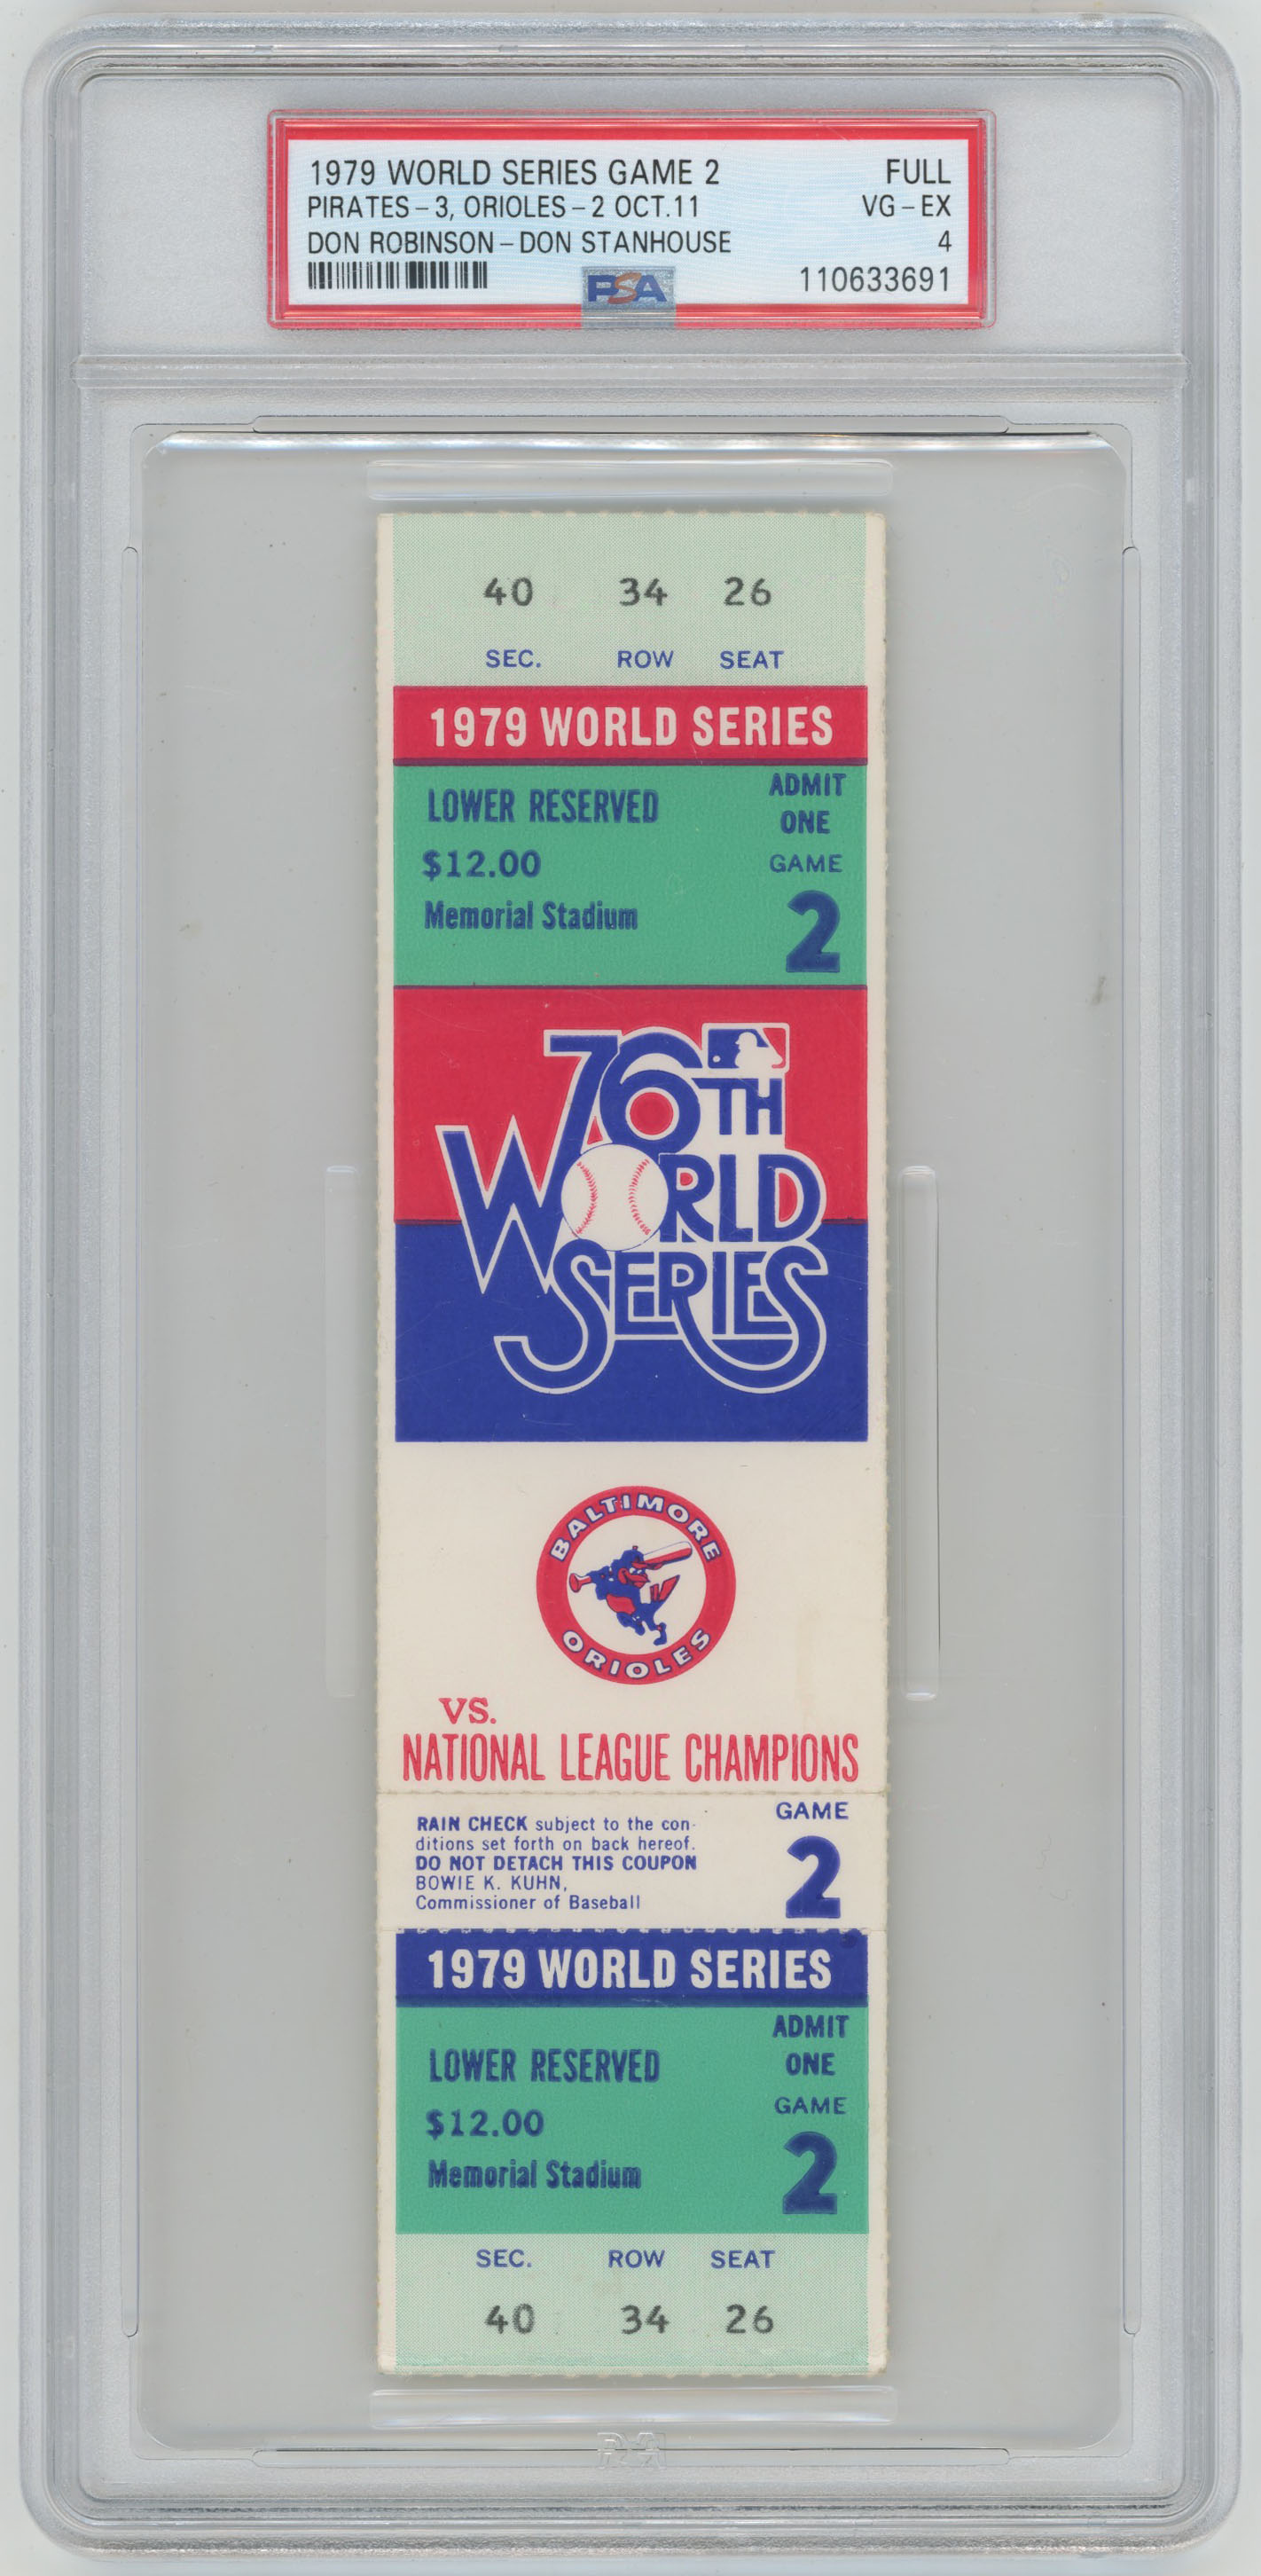 1979 WORLD SERIES GAME 2 FULL
PIRATES-3, ORIOLES-2 OCT.11 VG-EX
DON ROBINSON-DON STANHOUSE 4
PSA 110633691
40 34 26
SEC. ROW SEAT
1979 WORLD SERIES
LOWER RESERVED
$12.00
Memorial Stadium
ADMIT
ONE
GAME
2
76TH
WORLD
SERIES
BALTIMORE
ORIOLES
VS.
NATIONAL LEAGUE CHAMPIONS
RAIN CHECK subject to the con-
ditions set forth on back hereof.
DO NOT DETACH THIS COUPON
BOWIE K. KUHN,
Commissioner of Baseball
GAME
2
1979 WORLD SERIES
LOWER RESERVED
$12.00
Memorial Stadium
ADMIT
ONE
GAME
2
SEC. ROW SEAT
40 34 26